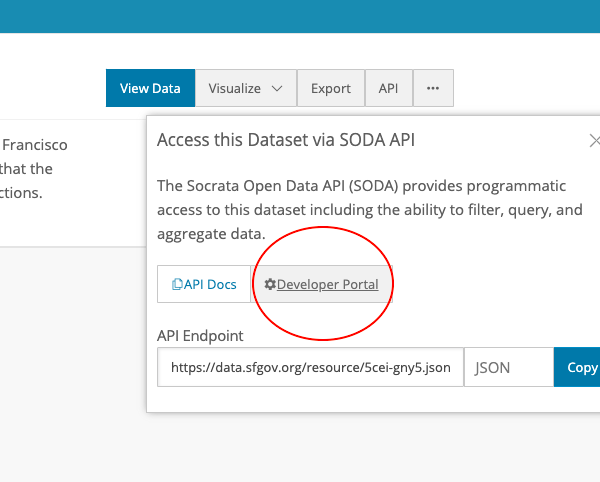 View Data
Visualize
Export
API
Francisco
that the
ctions.
Access this Dataset via SODA API
The Socrata Open Data API (SODA) provides programmatic
access to this dataset including the ability to filter, query, and
aggregate data.
API Docs
Developer Portal
API Endpoint
https://data.sfgov.org/resource/5cei-gny5.json
JSON
Copy